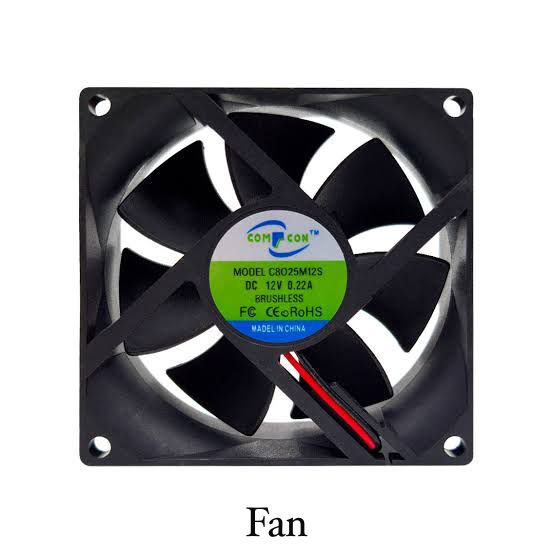 COMPCON™
MODEL C8025M12S
DC 12V 0.22A
BRUSHLESS
FC CE RoHS
MADE IN CHINA
Fan